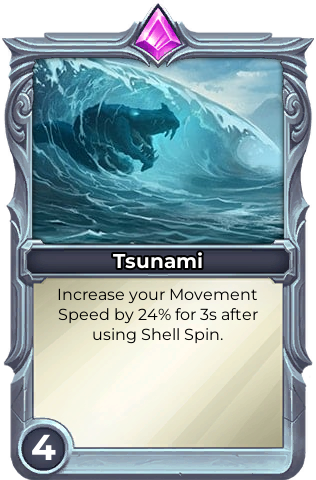 Tsunami
Increase your Movement
Speed by 24% for 3s after
using Shell Spin.
4